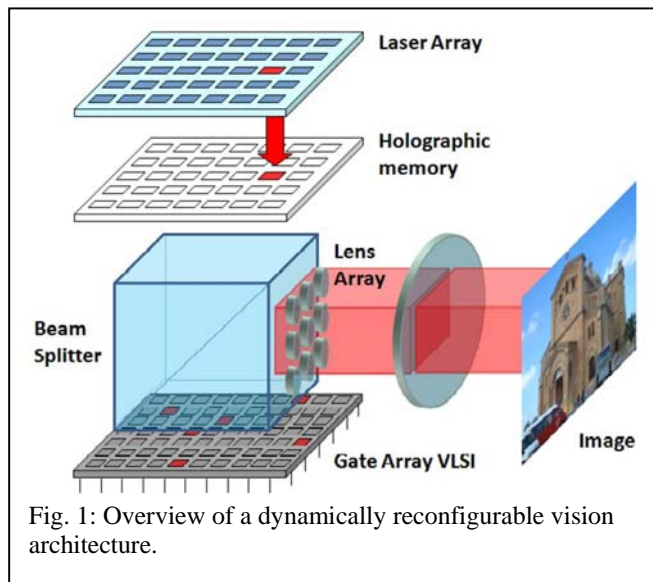 Laser Array
Holographic
memory
Lens
Array
Beam
Splitter
Image
Gate Array VLSI
Fig. 1: Overview of a dynamically reconfigurable vision
architecture.